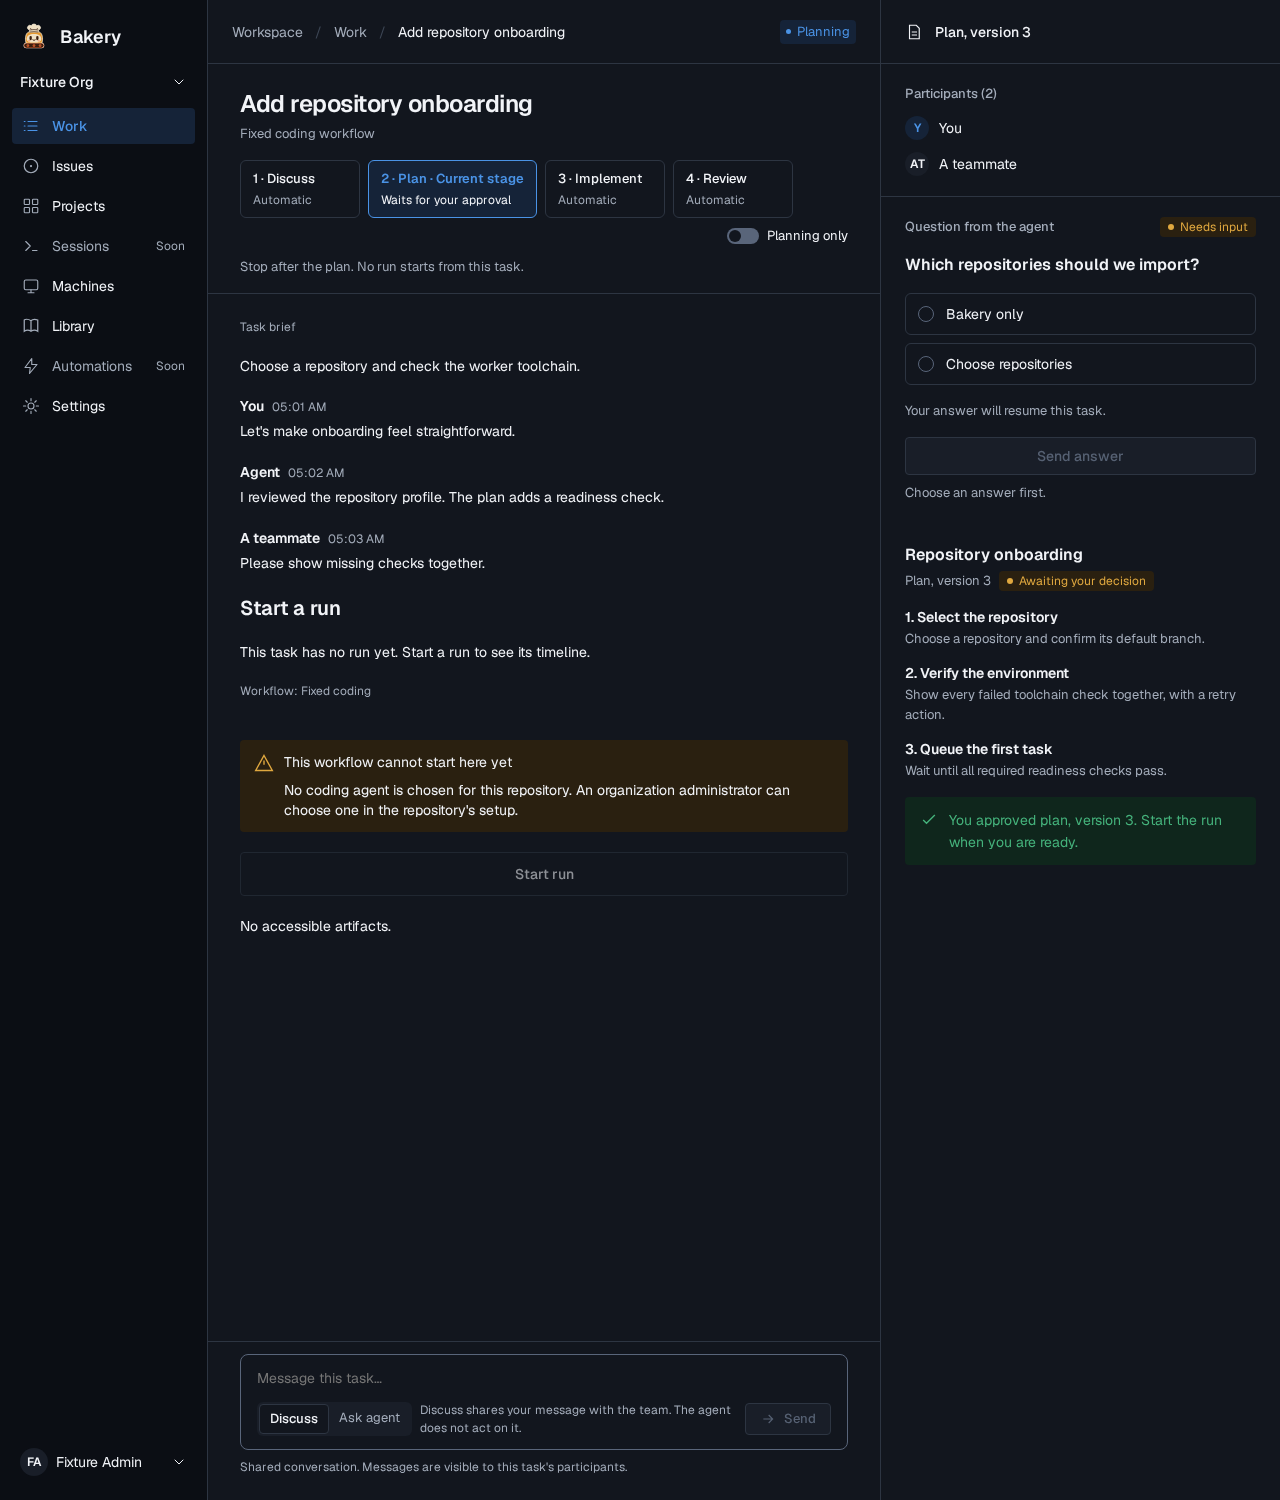 Bakery
Fixture Org
Work
Issues
Projects
Sessions Soon
Machines
Library
Automations Soon
Settings
FA Fixture Admin
Workspace / Work / Add repository onboarding
Planning
Add repository onboarding
Fixed coding workflow
1 · Discuss
Automatic
2 · Plan · Current stage
Waits for your approval
3 · Implement
Automatic
4 · Review
Automatic
Planning only
Stop after the plan. No run starts from this task.
Task brief
Choose a repository and check the worker toolchain.
You 05:01 AM
Let's make onboarding feel straightforward.
Agent 05:02 AM
I reviewed the repository profile. The plan adds a readiness check.
A teammate 05:03 AM
Please show missing checks together.
Start a run
This task has no run yet. Start a run to see its timeline.
Workflow: Fixed coding
This workflow cannot start here yet
No coding agent is chosen for this repository. An organization administrator can
choose one in the repository's setup.
Start run
No accessible artifacts.
Message this task...
Discuss Ask agent
Discuss shares your message with the team. The agent
does not act on it.
Send
Shared conversation. Messages are visible to this task's participants.
Plan, version 3
Participants (2)
Y You
AT A teammate
Question from the agent
Needs input
Which repositories should we import?
Bakery only
Choose repositories
Your answer will resume this task.
Send answer
Choose an answer first.
Repository onboarding
Plan, version 3 Awaiting your decision
1. Select the repository
Choose a repository and confirm its default branch.
2. Verify the environment
Show every failed toolchain check together, with a retry
action.
3. Queue the first task
Wait until all required readiness checks pass.
You approved plan, version 3. Start the run
when you are ready.